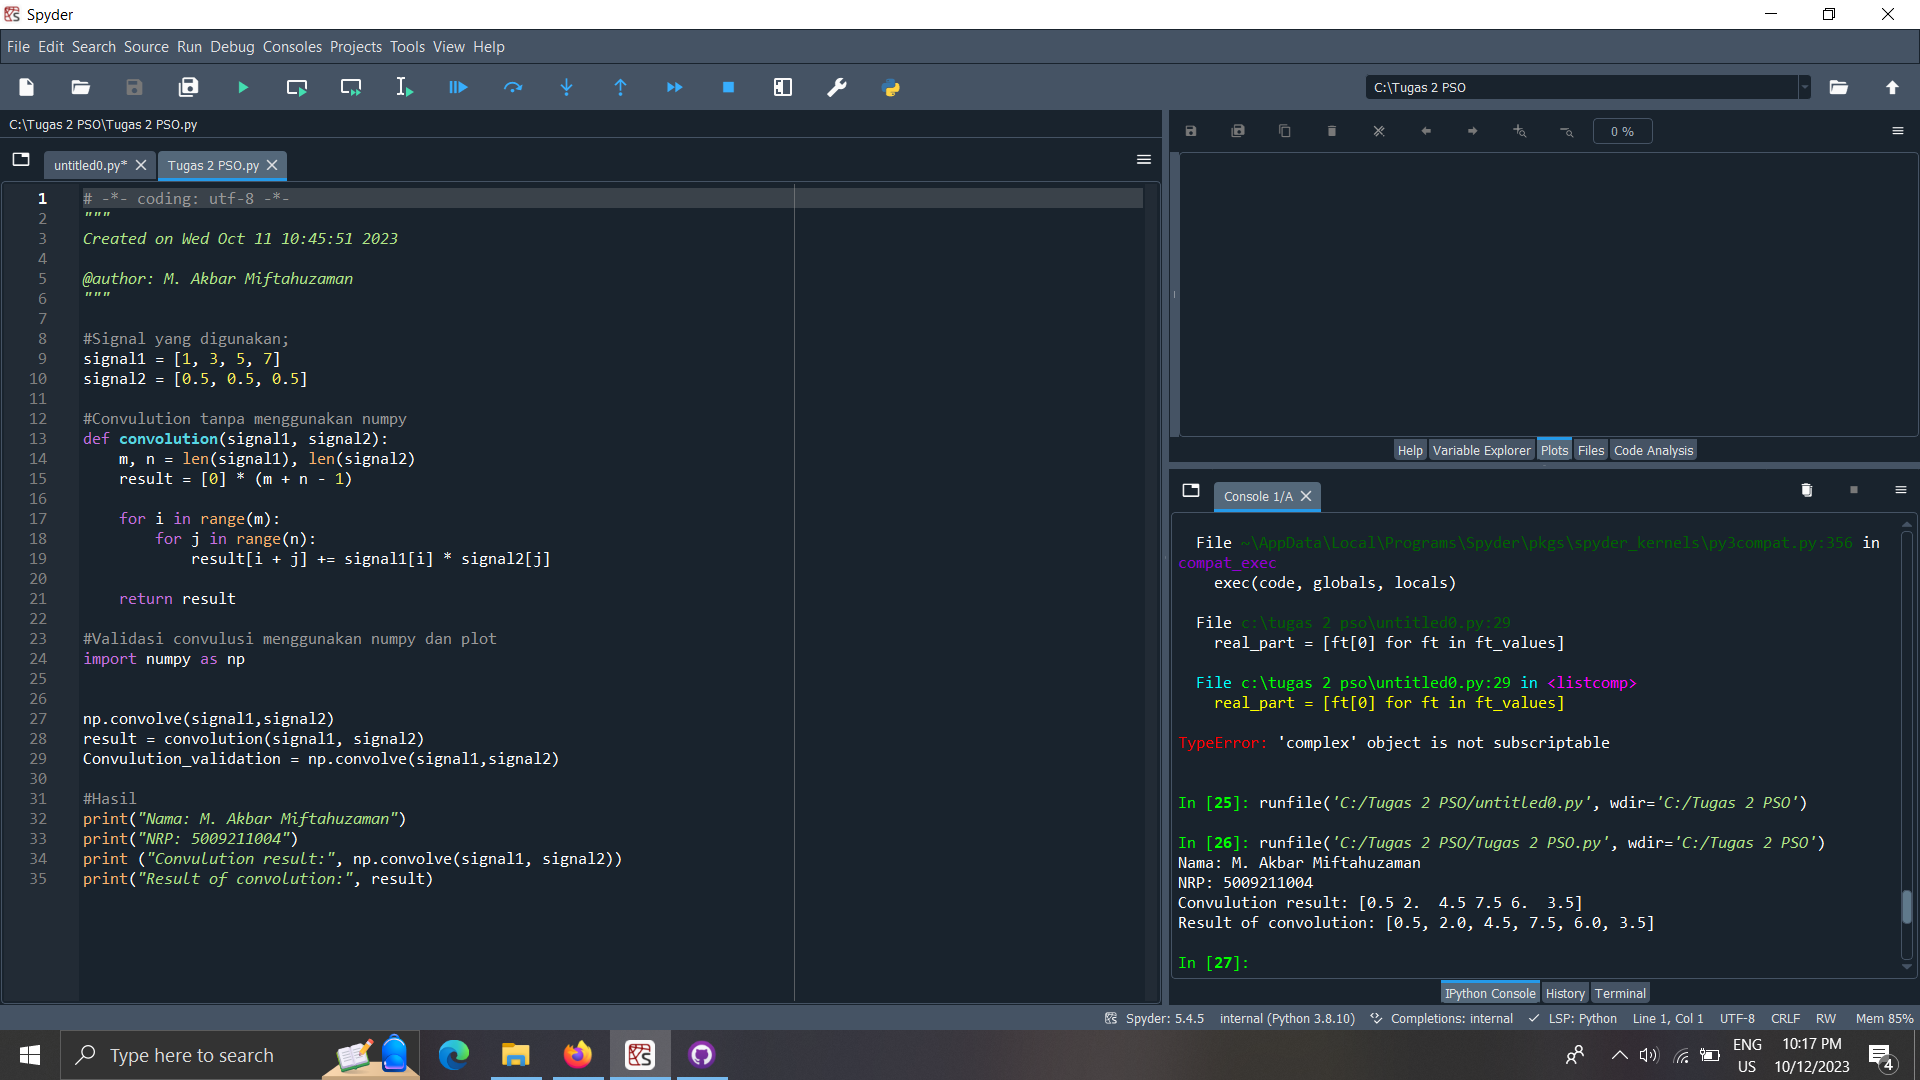 Spyder
File Edit Search Source Run Debug Consoles Projects Tools View Help
C:\Tugas 2 PSO
C:\Tugas 2 PSO\Tugas 2 PSO.py
untitled0.py*
Tugas 2 PSO.py
1 # -*- coding: utf-8 -*-
2 """
3 Created on Wed Oct 11 10:45:51 2023
4
5 @author: M. Akbar Miftahuzaman
6 """
7
8 #Signal yang digunakan;
9 signal1 = [1, 3, 5, 7]
10 signal2 = [0.5, 0.5, 0.5]
11
12 #Convulution tanpa menggunakan numpy
13 def convolution(signal1, signal2):
14     m, n = len(signal1), len(signal2)
15     result = [0] * (m + n - 1)
16
17     for i in range(m):
18         for j in range(n):
19             result[i + j] += signal1[i] * signal2[j]
20
21     return result
22
23 #Validasi convulusi menggunakan numpy dan plot
24 import numpy as np
25
26
27 np.convolve(signal1,signal2)
28 result = convolution(signal1, signal2)
29 Convulution_validation = np.convolve(signal1,signal2)
30
31 #Hasil
32 print("Nama: M. Akbar Miftahuzaman")
33 print("NRP: 5009211004")
34 print ("Convulution result:", np.convolve(signal1, signal2))
35 print("Result of convolution:", result)
0 %
Help Variable Explorer Plots Files Code Analysis
Console 1/A
File ~\AppData\Local\Programs\Spyder\pkgs\spyder_kernels\py3compat.py:356 in
compat_exec
exec(code, globals, locals)
File c:\tugas 2 pso\untitled0.py:29
real_part = [ft[0] for ft in ft_values]
File c:\tugas 2 pso\untitled0.py:29 in <listcomp>
real_part = [ft[0] for ft in ft_values]
TypeError: 'complex' object is not subscriptable
In [25]: runfile('C:/Tugas 2 PSO/untitled0.py', wdir='C:/Tugas 2 PSO')
In [26]: runfile('C:/Tugas 2 PSO/Tugas 2 PSO.py', wdir='C:/Tugas 2 PSO')
Nama: M. Akbar Miftahuzaman
NRP: 5009211004
Convulution result: [0.5 2.  4.5 7.5 6.  3.5]
Result of convolution: [0.5, 2.0, 4.5, 7.5, 6.0, 3.5]
In [27]:
IPython Console History Terminal
Spyder: 5.4.5 internal (Python 3.8.10) Completions: internal LSP: Python Line 1, Col 1 UTF-8 CRLF RW Mem 85%
Type here to search
ENG
US
10:17 PM
10/12/2023
4